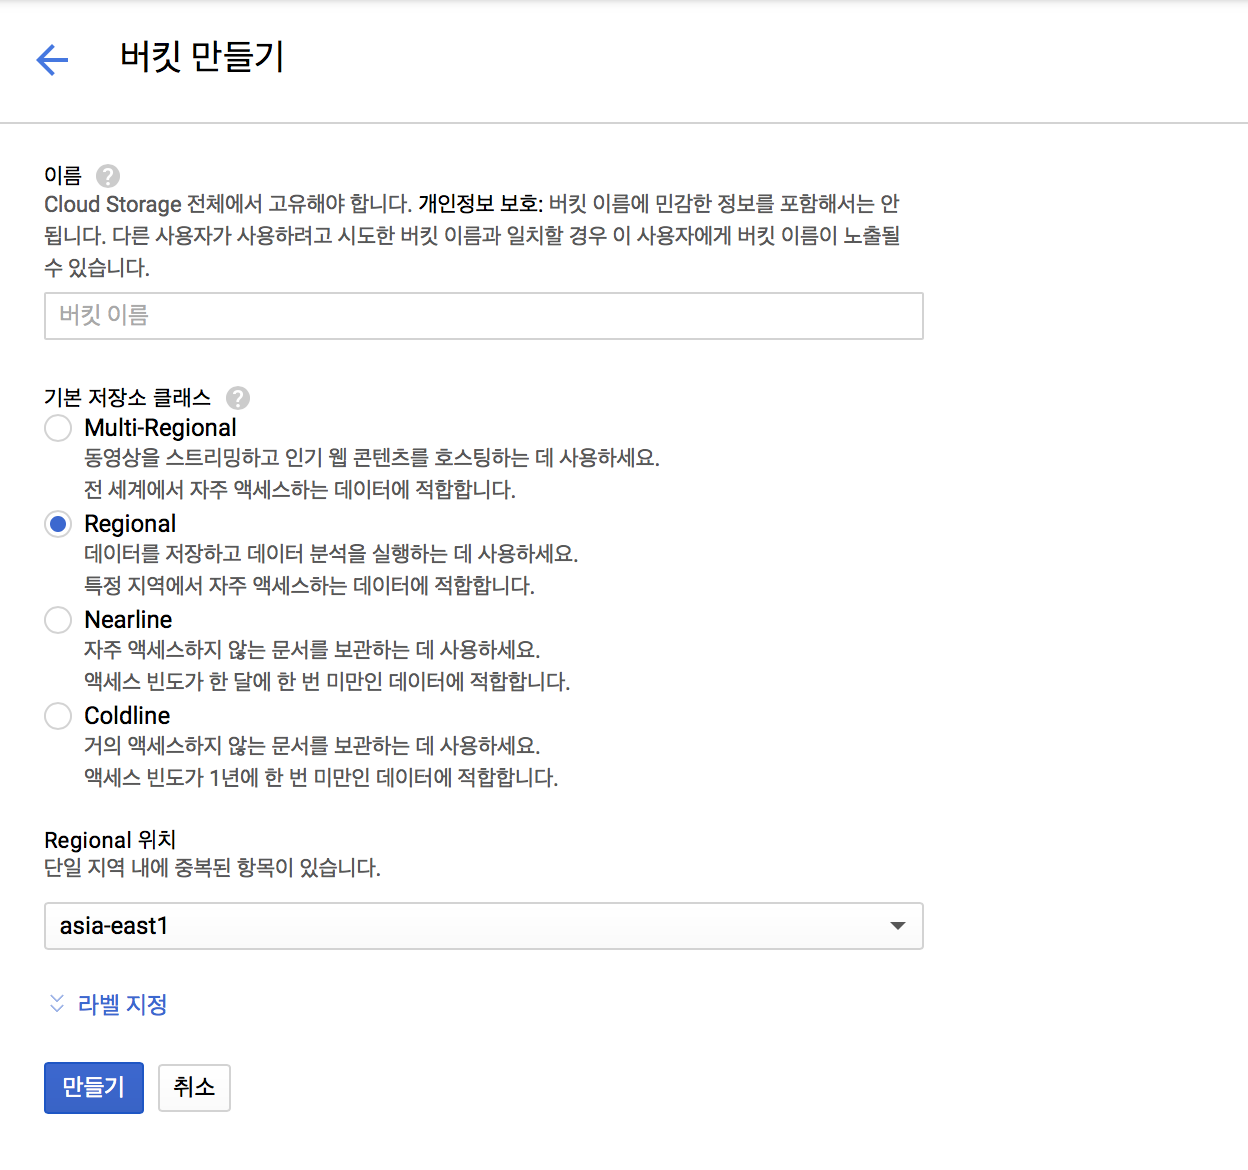 버킷 만들기
이름
Cloud Storage 전체에서 고유해야 합니다. 개인정보 보호: 버킷 이름에 민감한 정보를 포함해서는 안
됩니다. 다른 사용자가 사용하려고 시도한 버킷 이름과 일치할 경우 이 사용자에게 버킷 이름이 노출될
수 있습니다.
버킷 이름
기본 저장소 클래스
Multi-Regional
동영상을 스트리밍하고 인기 웹 콘텐츠를 호스팅하는 데 사용하세요.
전 세계에서 자주 액세스하는 데이터에 적합합니다.
Regional
데이터를 저장하고 데이터 분석을 실행하는 데 사용하세요.
특정 지역에서 자주 액세스하는 데이터에 적합합니다.
Nearline
자주 액세스하지 않는 문서를 보관하는 데 사용하세요.
액세스 빈도가 한 달에 한 번 미만인 데이터에 적합합니다.
Coldline
거의 액세스하지 않는 문서를 보관하는 데 사용하세요.
액세스 빈도가 1년에 한 번 미만인 데이터에 적합합니다.
Regional 위치
단일 지역 내에 중복된 항목이 있습니다.
asia-east1
라벨 지정
만들기 취소